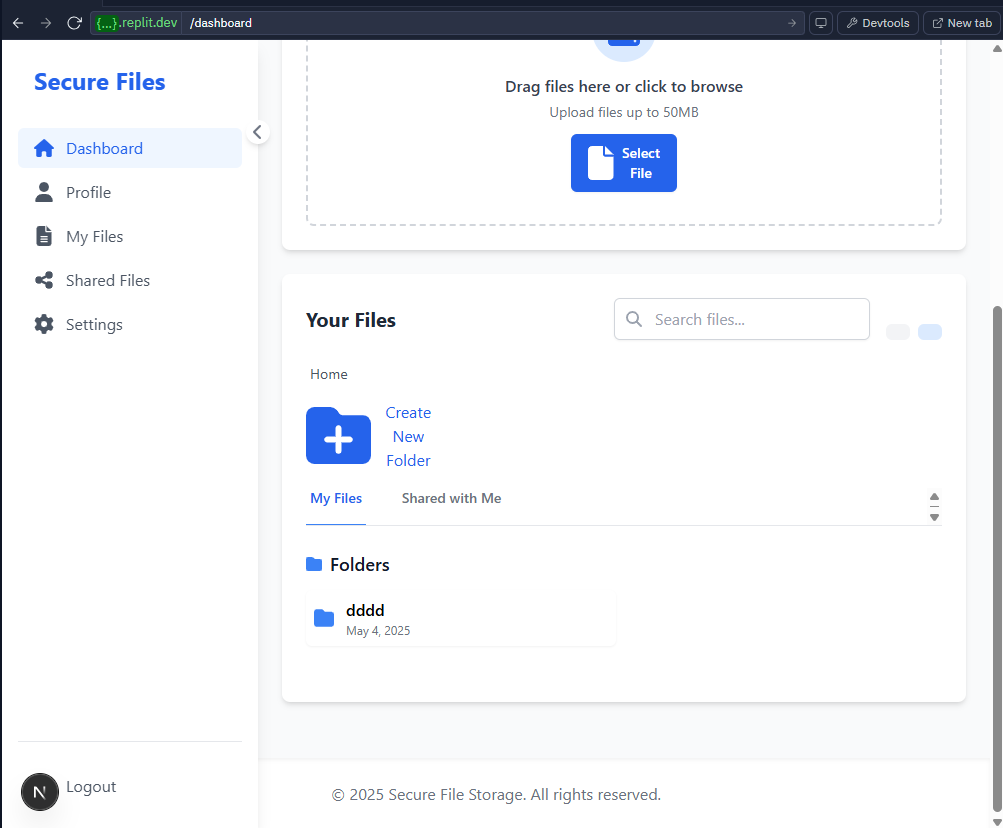 {...}.replit.dev /dashboard Devtools New tab
Secure Files
Dashboard
Profile
My Files
Shared Files
Settings
N Logout
Drag files here or click to browse
Upload files up to 50MB
Select
File
Your Files
Search files...
Home
Create
New
Folder
My Files Shared with Me
Folders
dddd
May 4, 2025
© 2025 Secure File Storage. All rights reserved.